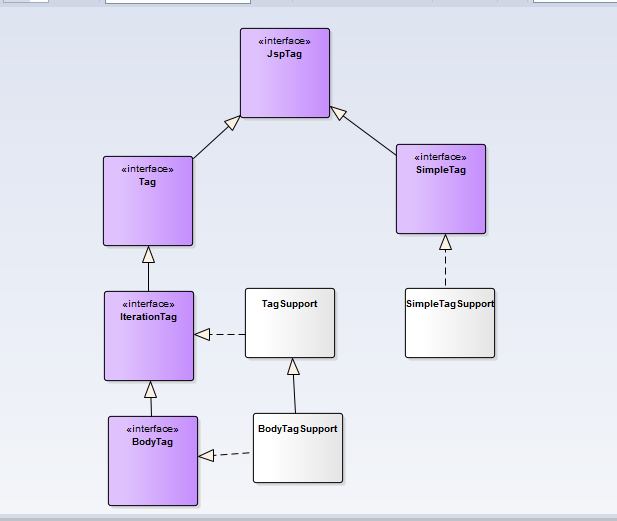 «interface»
JspTag
«interface»
Tag
«interface»
SimpleTag
«interface»
IterationTag
TagSupport
SimpleTagSupport
«interface»
BodyTag
BodyTagSupport